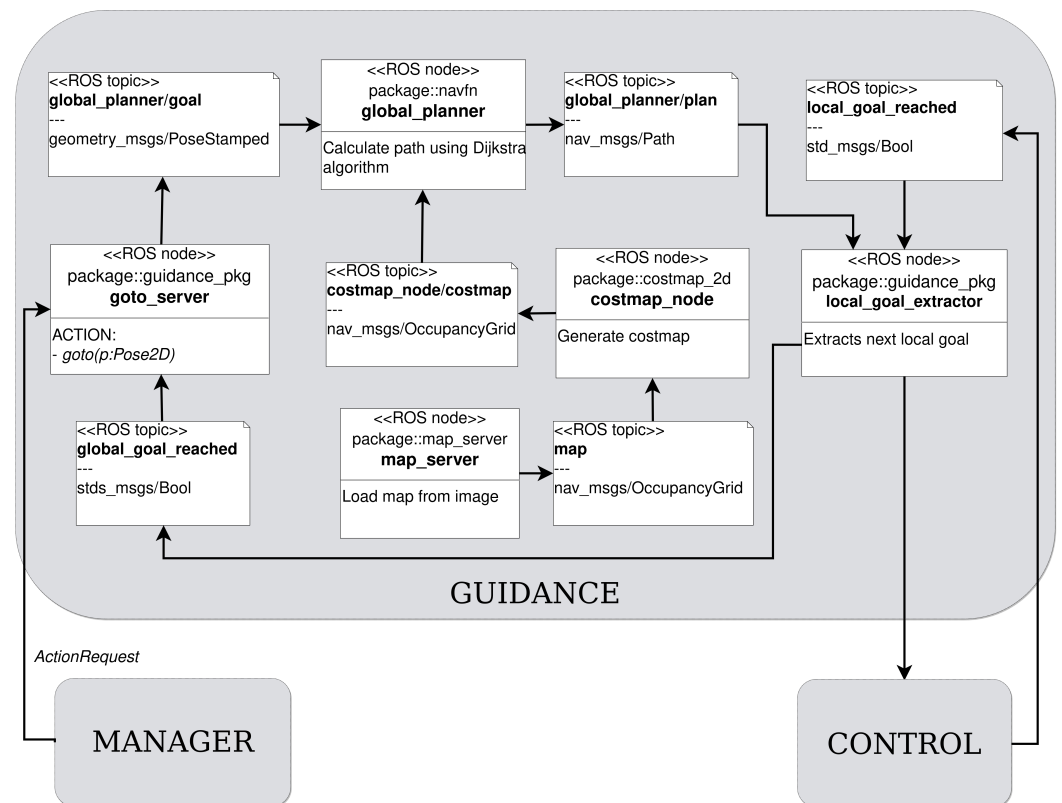 <<ROS topic>>
global_planner/goal
---
geometry_msgs/PoseStamped
<<ROS node>>
package::navfn
global_planner
Calculate path using Dijkstra
algorithm
<<ROS topic>>
global_planner/plan
---
nav_msgs/Path
<<ROS topic>>
local_goal_reached
---
std_msgs/Bool
<<ROS node>>
package::guidance_pkg
goto_server
ACTION:
- goto(p:Pose2D)
<<ROS topic>>
costmap_node/costmap
---
nav_msgs/OccupancyGrid
<<ROS node>>
package::costmap_2d
costmap_node
Generate costmap
<<ROS node>>
package::guidance_pkg
local_goal_extractor
Extracts next local goal
<<ROS topic>>
global_goal_reached
---
stds_msgs/Bool
<<ROS node>>
package::map_server
map_server
Load map from image
<<ROS topic>>
map
---
nav_msgs/OccupancyGrid
GUIDANCE
ActionRequest
MANAGER
CONTROL